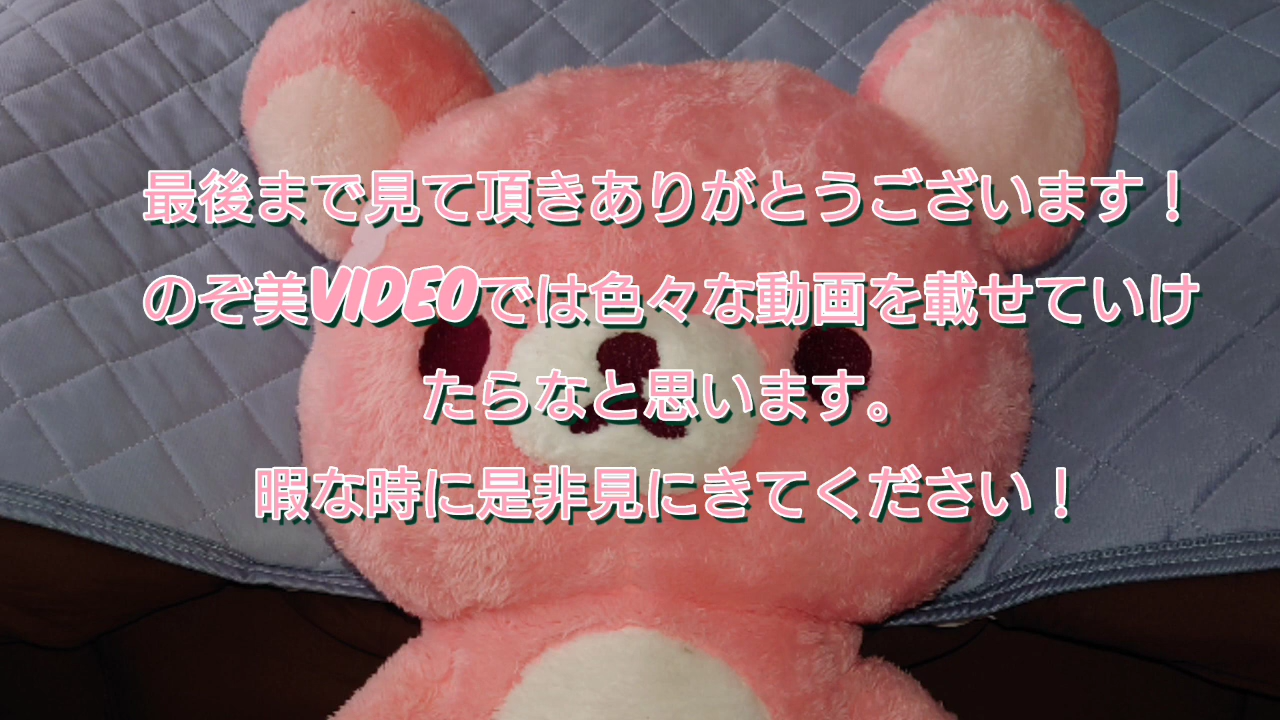 最後まで見て頂きありがとうございます！
のぞ美VIDEOでは色々な動画を載せていけ
たらなと思います。
暇な時に是非見にきてください！